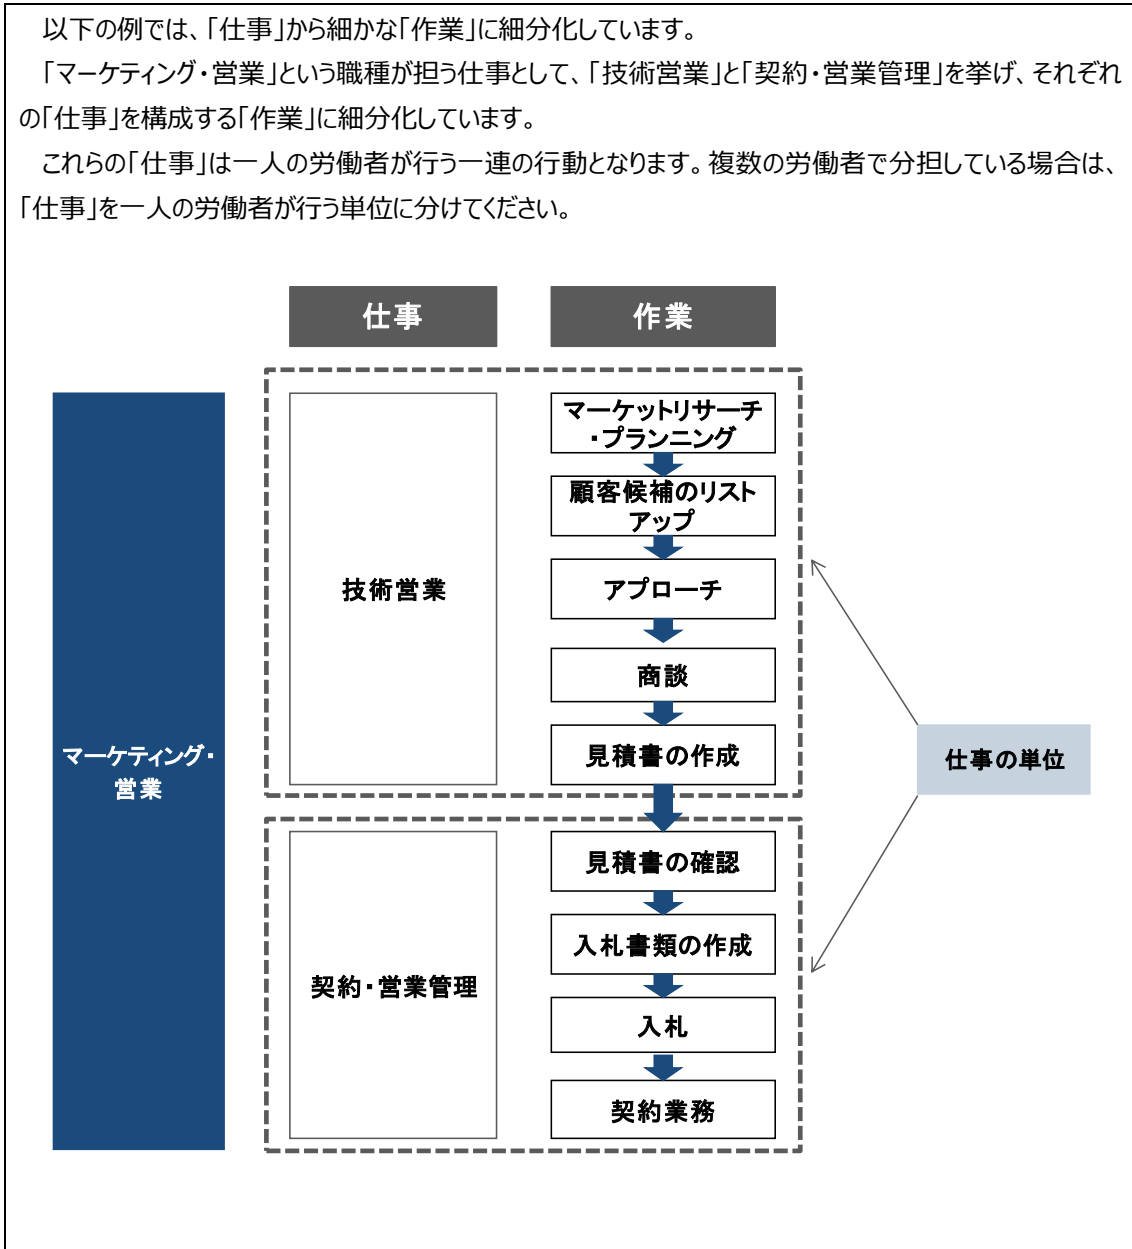 以下の例では、「仕事」から細かな「作業」に細分化しています。
「マーケティング・営業」という職種が担う仕事として、「技術営業」と「契約・営業管理」を挙げ、それぞれ
の「仕事」を構成する「作業」に細分化しています。
これらの「仕事」は一人の労働者が行う一連の行動となります。複数の労働者で分担している場合は、
「仕事」を一人の労働者が行う単位に分けてください。
仕事
作業
マーケティング・
営業
技術営業
マーケットリサーチ
・プランニング
顧客候補のリスト
アップ
アプローチ
商談
見積書の作成
契約・営業管理
見積書の確認
入札書類の作成
入札
契約業務
仕事の単位